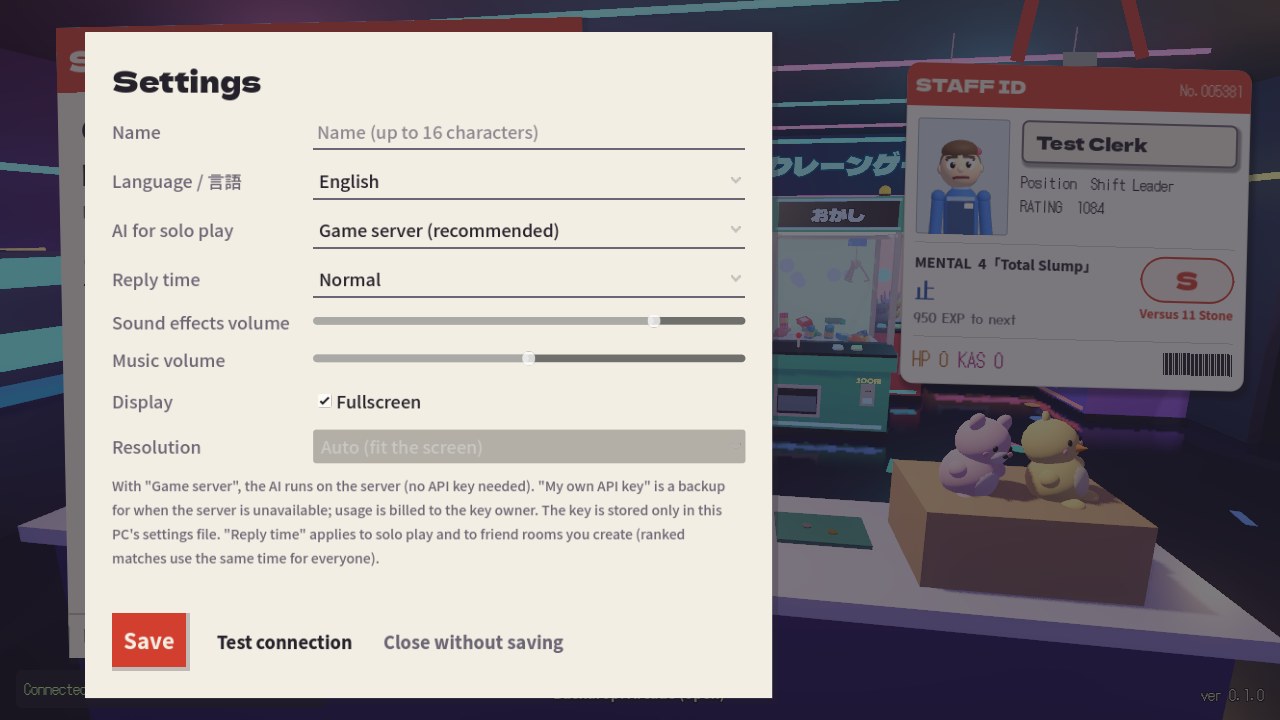 Settings
Name
Name (up to 16 characters)
Language / 言語
English
AI for solo play
Game server (recommended)
Reply time
Normal
Sound effects volume
Music volume
Display
Fullscreen
Resolution
Auto (fit the screen)
With "Game server", the AI runs on the server (no API key needed). "My own API key" is a backup
for when the server is unavailable; usage is billed to the key owner. The key is stored only in this
PC's settings file. "Reply time" applies to solo play and to friend rooms you create (ranked
matches use the same time for everyone).
Save
Test connection
Close without saving
クレーンゲー
おかし
STAFF ID
No.005381
Test Clerk
Position Shift Leader
RATING 1084
MENTAL 4「Total Slump」
止
950 EXP to next
S
Versus 11 Stone
HP 0 KAS 0
Connected
ver 0.1.0